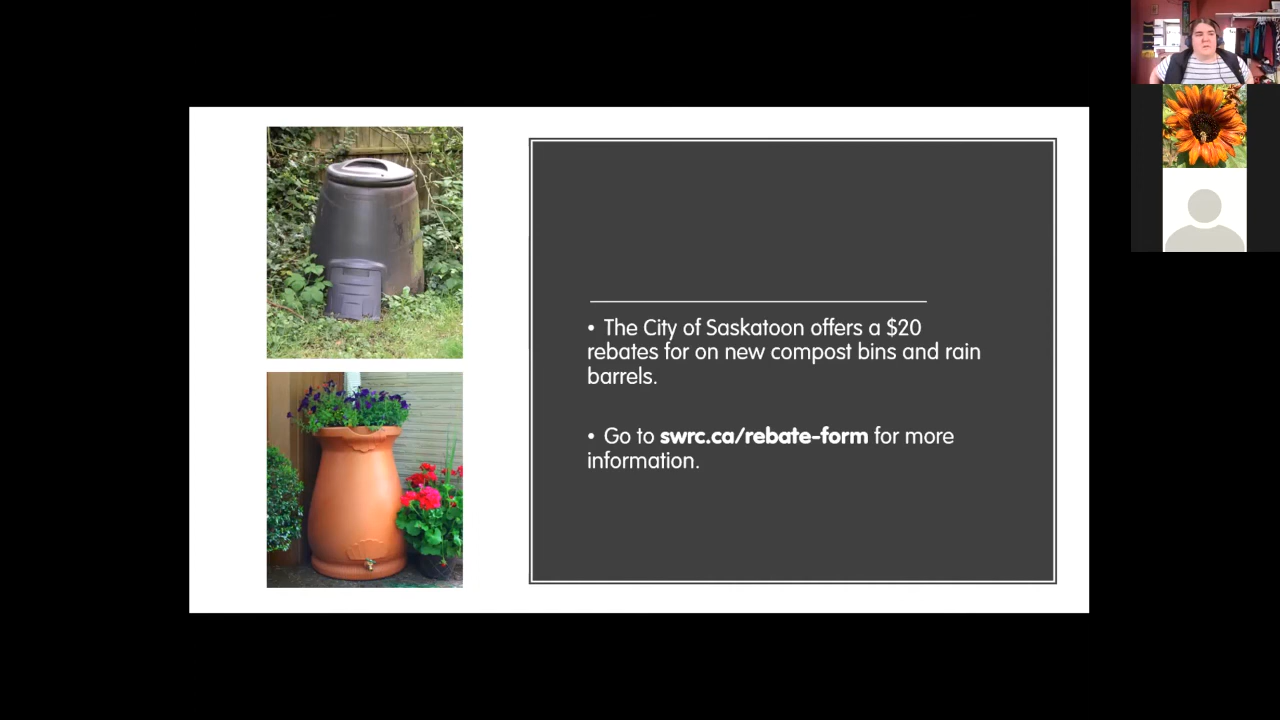 • The City of Saskatoon offers a $20
rebates for on new compost bins and rain
barrels.
• Go to swrc.ca/rebate-form for more
information.